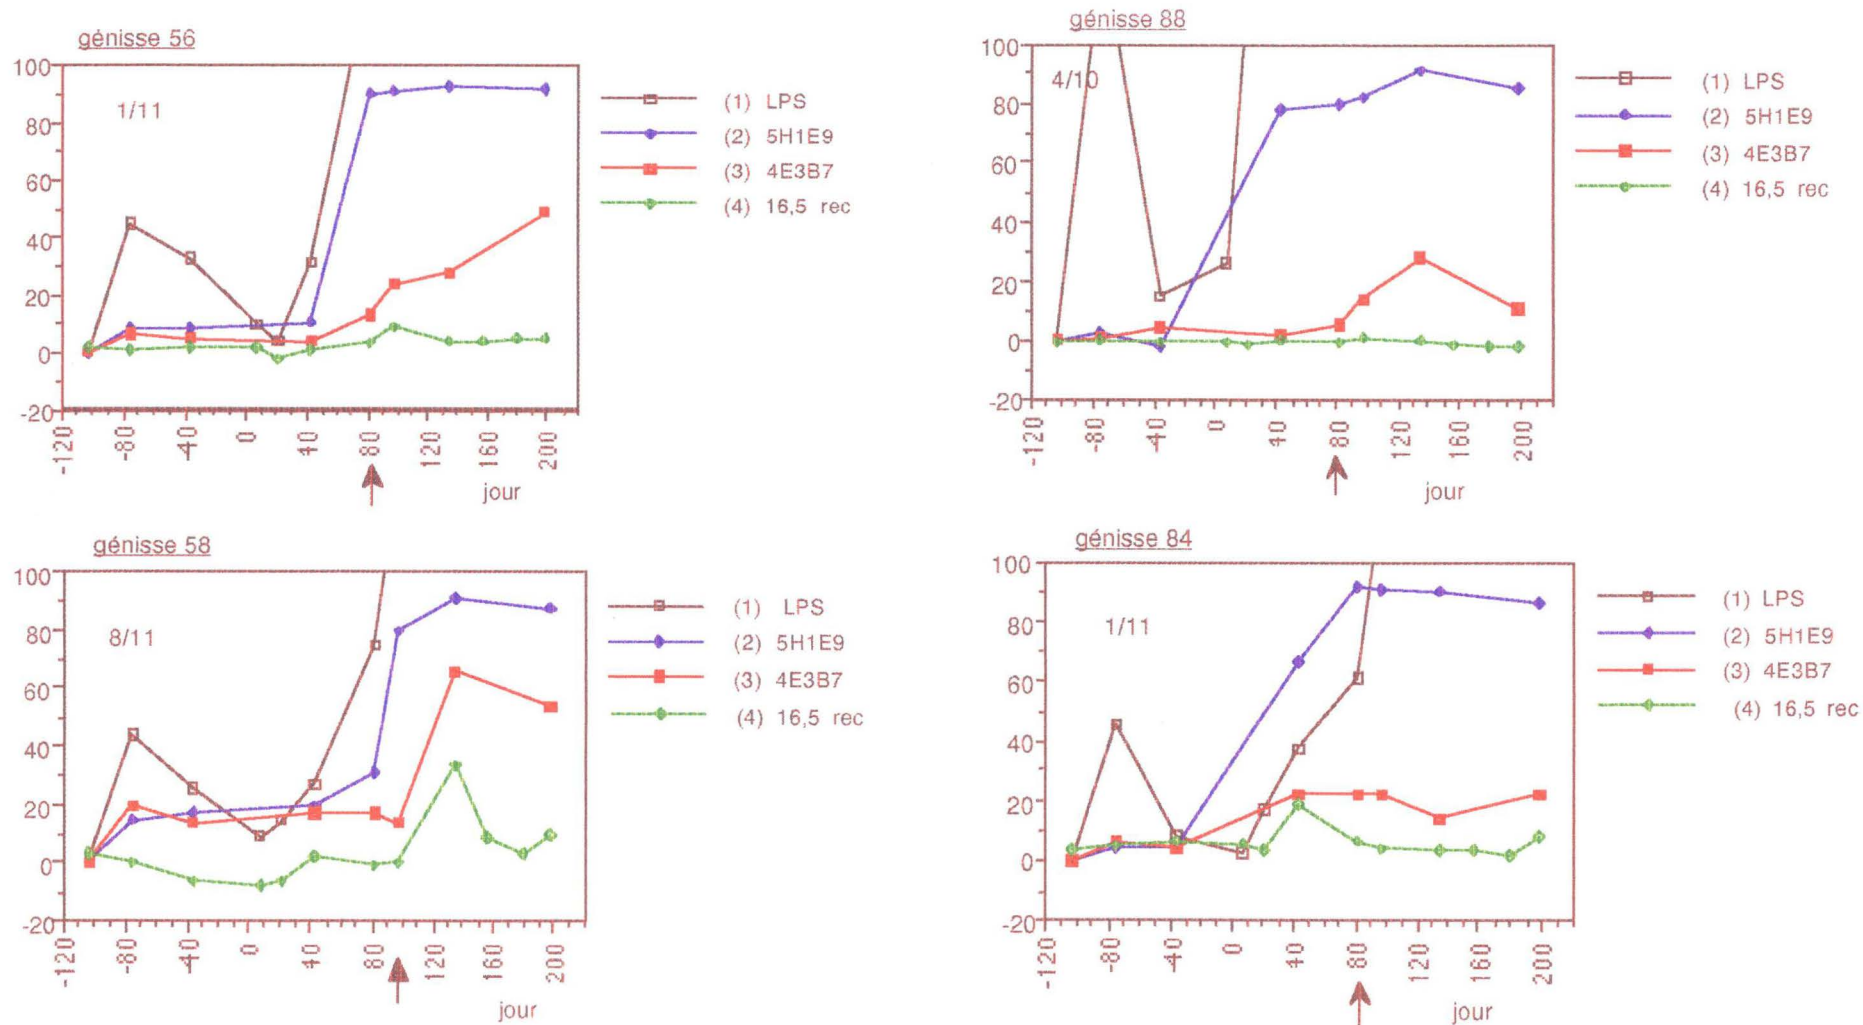 génisse 56
100
80
60
40
20
0
-20
1/11
-120
-80
-40
0
40
80
120
160
200
jour
(1) LPS
(2) 5H1E9
(3) 4E3B7
(4) 16,5 rec
génisse 88
100
80
60
40
20
0
-20
4/10
-120
-80
-40
0
40
80
120
160
200
jour
(1) LPS
(2) 5H1E9
(3) 4E3B7
(4) 16,5 rec
génisse 58
100
80
60
40
20
0
-20
8/11
-120
-80
-40
0
40
80
120
160
200
jour
(1) LPS
(2) 5H1E9
(3) 4E3B7
(4) 16,5 rec
génisse 84
100
80
60
40
20
0
-20
1/11
-120
-80
-40
0
40
80
120
160
200
jour
(1) LPS
(2) 5H1E9
(3) 4E3B7
(4) 16,5 rec